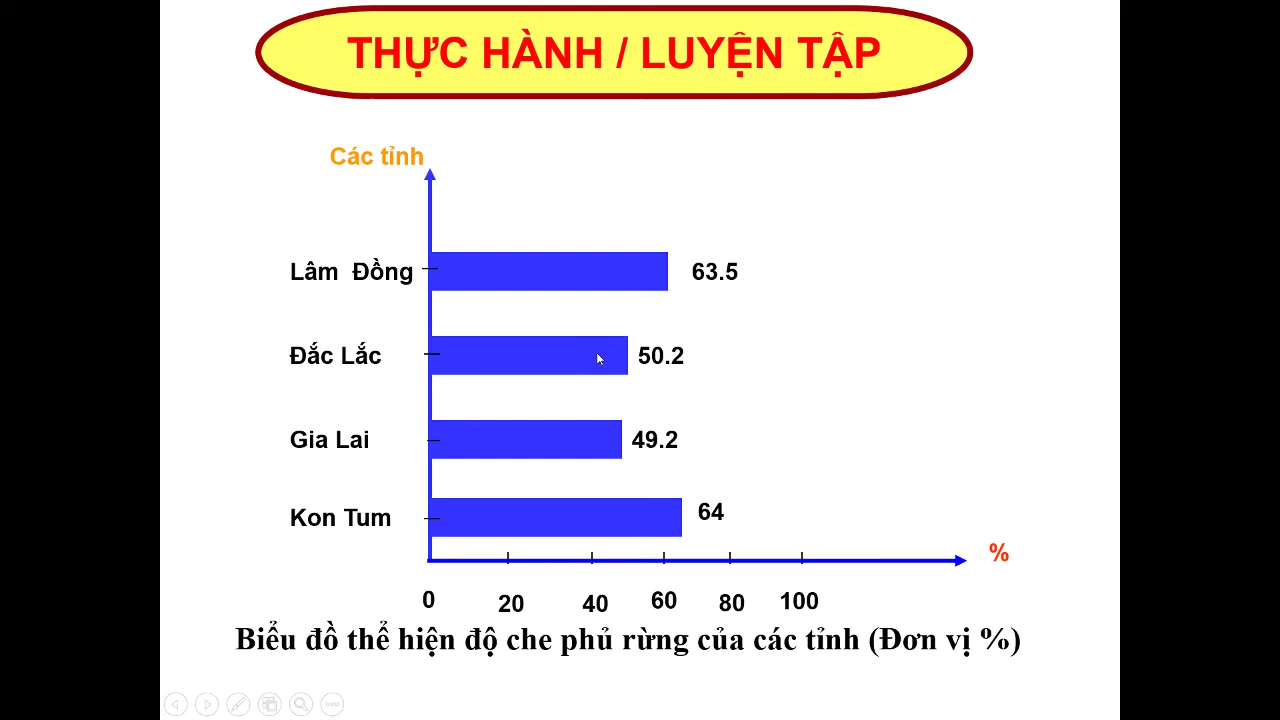 THỰC HÀNH / LUYỆN TẬP
Các tỉnh
Lâm Đồng 63.5
Đắc Lắc 50.2
Gia Lai 49.2
Kon Tum 64
%
0 20 40 60 80 100
Biểu đồ thể hiện độ che phủ rừng của các tỉnh (Đơn vị %)